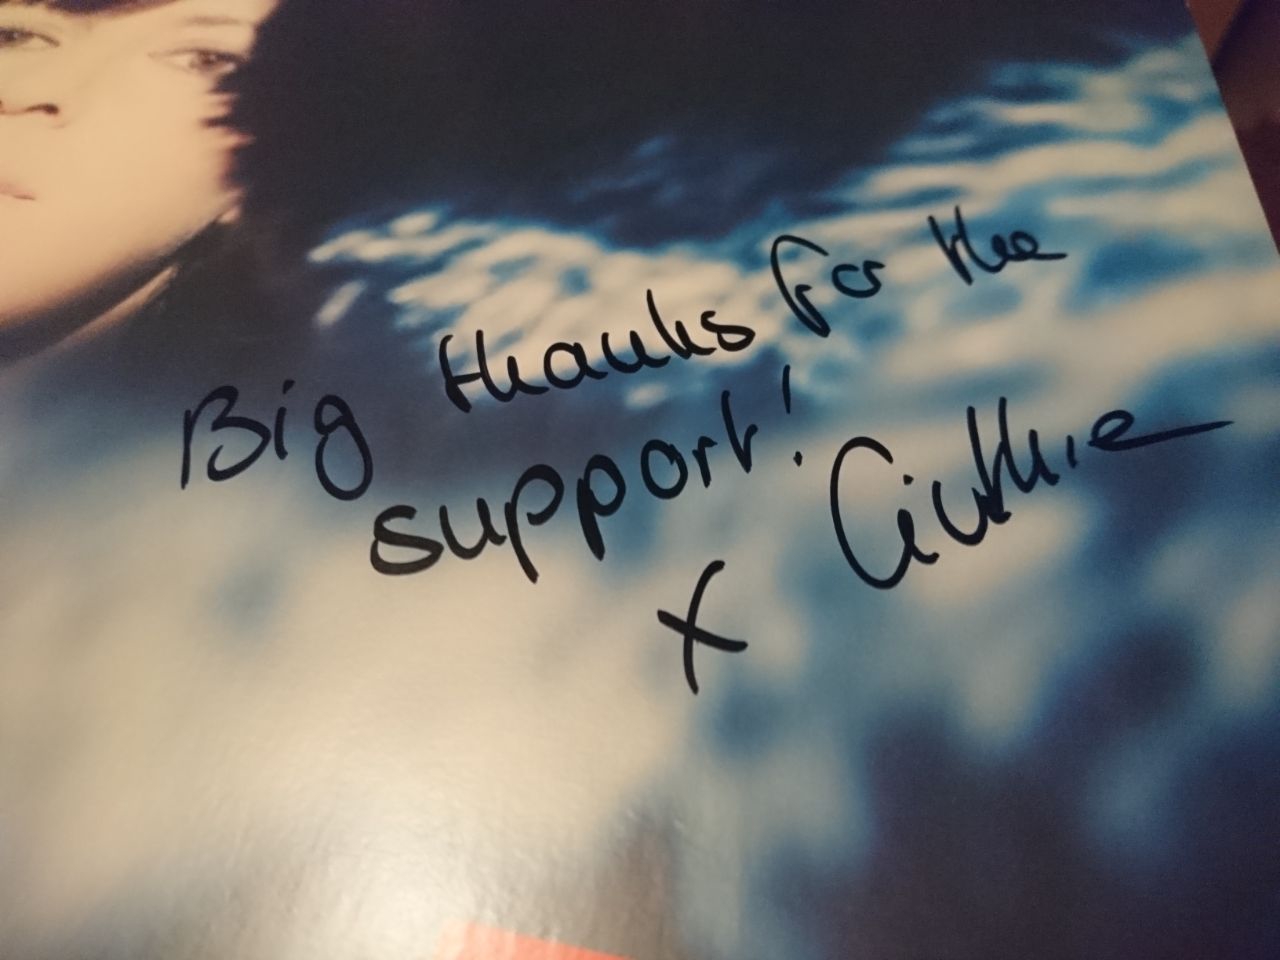 Big thanks for the
support!
x